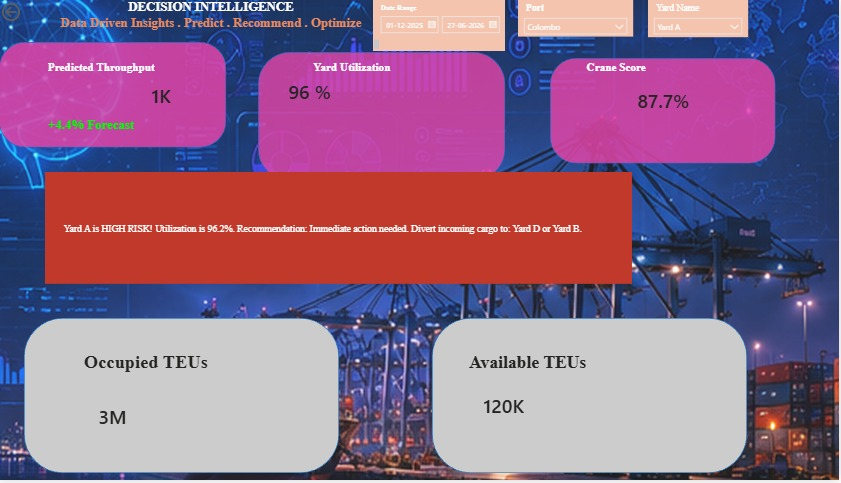 DECISION INTELLIGENCE
Data Driven Insights . Predict . Recommend . Optimize
Date Range
01-12-2025
27-06-2026
Port
Colombo
Yard Name
Yard A
Predicted Throughput
1K
+4.4% Forecast
Yard Utilization
96 %
Crane Score
87.7%
Yard A is HIGH RISK! Utilization is 96.2%. Recommendation: Immediate action needed. Divert incoming cargo to: Yard D or Yard B.
Occupied TEUs
3M
Available TEUs
120K